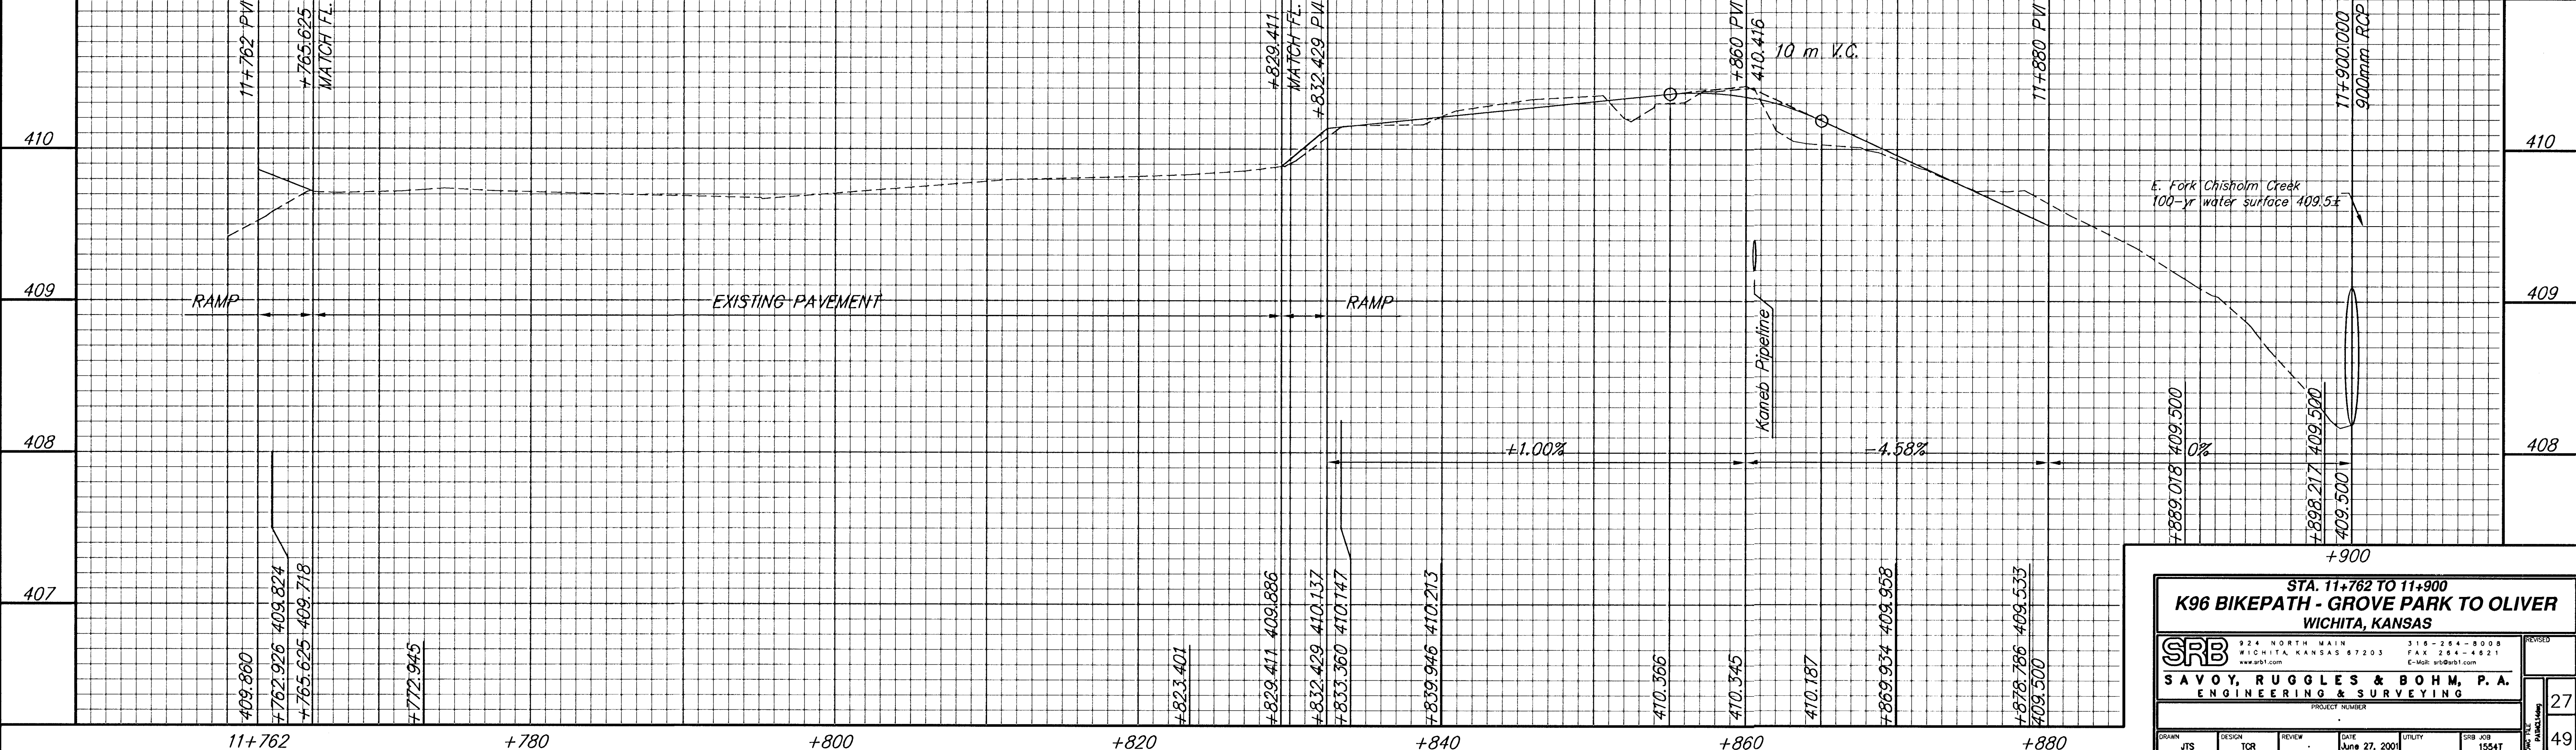 11+762 PVI
+765.625
MATCH FL.
+829.411
MATCH FL.
+832.429 PVI
+860 PVI
410.416
10 m V.C.
11+880 PVI
11+900.000
900mm RCP
410
410
E. Fork Chisholm Creek
100-yr water surface 409.5±
409
409
RAMP
EXISTING PAVEMENT
RAMP
Kaneb Pipeline
408
408
+1.00%
-4.58%
0%
+889.018 409.500
+898.217 409.500
409.500
407
409.860
+762.926 409.824
+765.625 409.718
+772.945
+823.401
+829.411 409.886
+832.429 410.137
+833.360 410.147
+839.946 410.213
410.366
410.345
410.187
+869.934 409.958
+878.786 409.533
409.500
11+762
+780
+800
+820
+840
+860
+880
+900
STA. 11+762 TO 11+900
K96 BIKEPATH - GROVE PARK TO OLIVER
WICHITA, KANSAS
SRB
924 NORTH MAIN 316-264-8008
WICHITA, KANSAS 67203 FAX 264-4621
www.srb1.com E-Mail: srb@srb1.com
SAVOY, RUGGLES & BOHM, P.A.
ENGINEERING & SURVEYING
PROJECT NUMBER
REVISED
DRAWN
JTS
DESIGN
TCR
REVIEW
DATE
June 27, 2001
UTILITY
SRB JOB
1554T
27
49